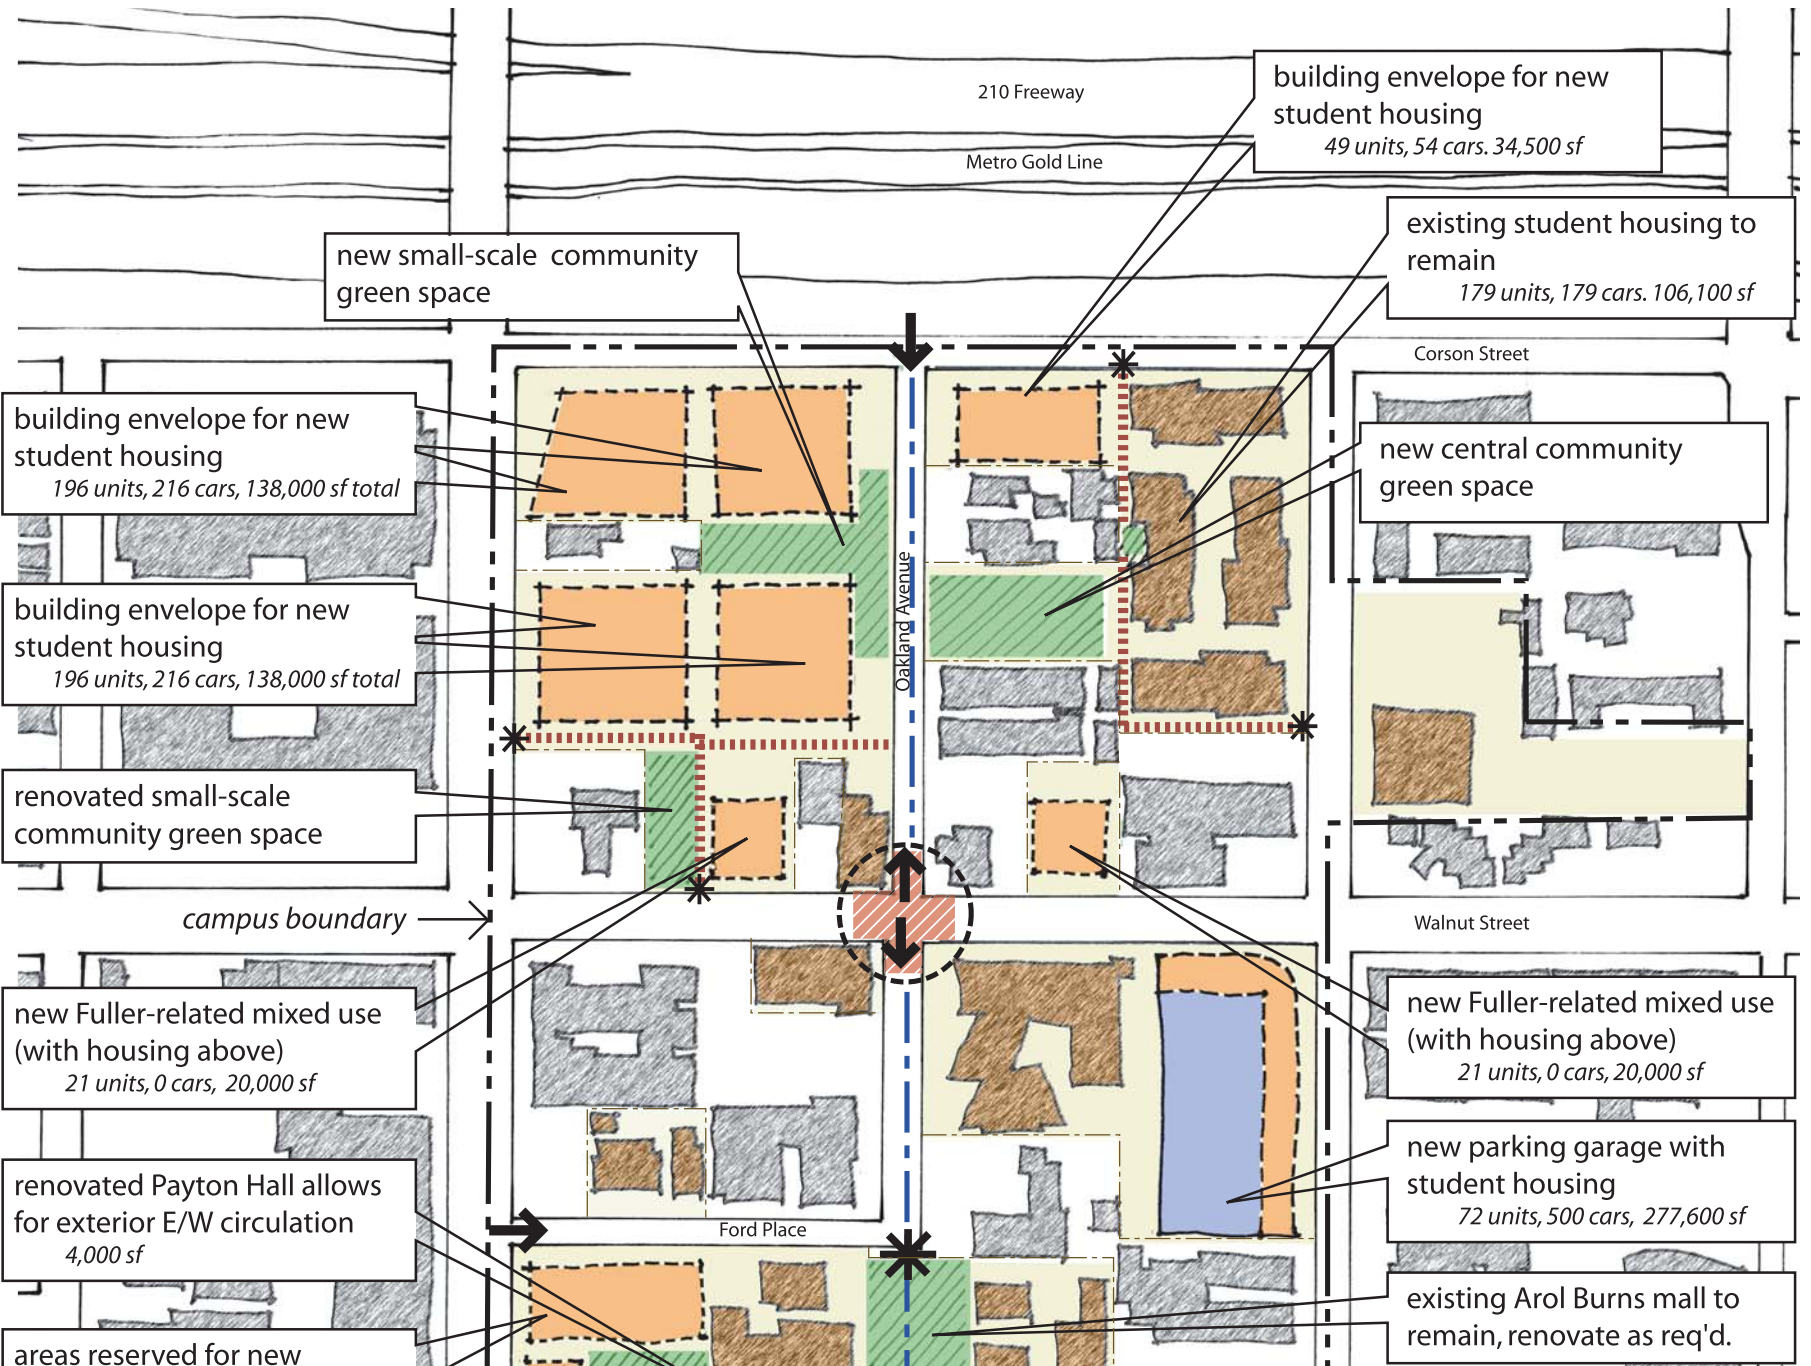 210 Freeway
Metro Gold Line
building envelope for new
student housing
49 units, 54 cars. 34,500 sf
existing student housing to
remain
179 units, 179 cars. 106,100 sf
new small-scale community
green space
Corson Street
building envelope for new
student housing
196 units, 216 cars, 138,000 sf total
new central community
green space
Oakland Avenue
building envelope for new
student housing
196 units, 216 cars, 138,000 sf total
renovated small-scale
community green space
campus boundary
Walnut Street
new Fuller-related mixed use
(with housing above)
21 units, 0 cars, 20,000 sf
new Fuller-related mixed use
(with housing above)
21 units, 0 cars, 20,000 sf
new parking garage with
student housing
72 units, 500 cars, 277,600 sf
renovated Payton Hall allows
for exterior E/W circulation
4,000 sf
Ford Place
existing Arol Burns mall to
remain, renovate as req'd.
areas reserved for new